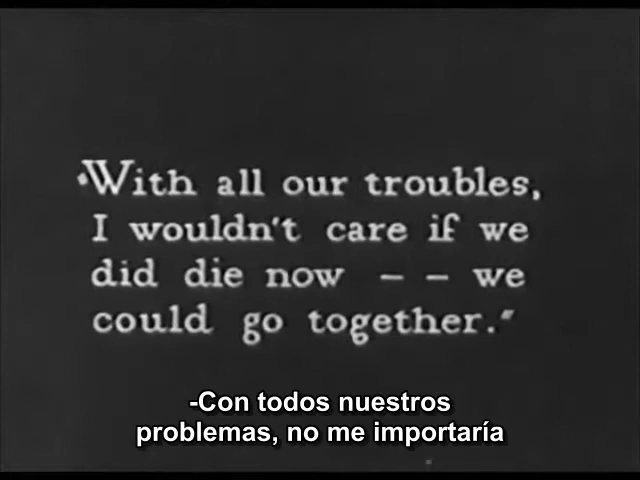 "With all our troubles,
I wouldn't care if we
did die now – – we
could go together."
-Con todos nuestros
problemas, no me importaría